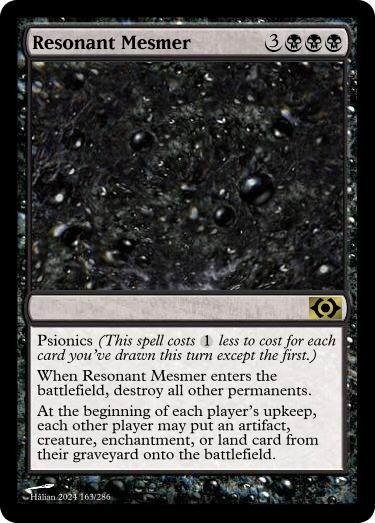 Resonant Mesmer 3
Psionics (This spell costs 1 less to cost for each
card you've drawn this turn except the first.)
When Resonant Mesmer enters the
battlefield, destroy all other permanents.
At the beginning of each player's upkeep,
each other player may put an artifact,
creature, enchantment, or land card from
their graveyard onto the battlefield.
Hålian 2024 163/286